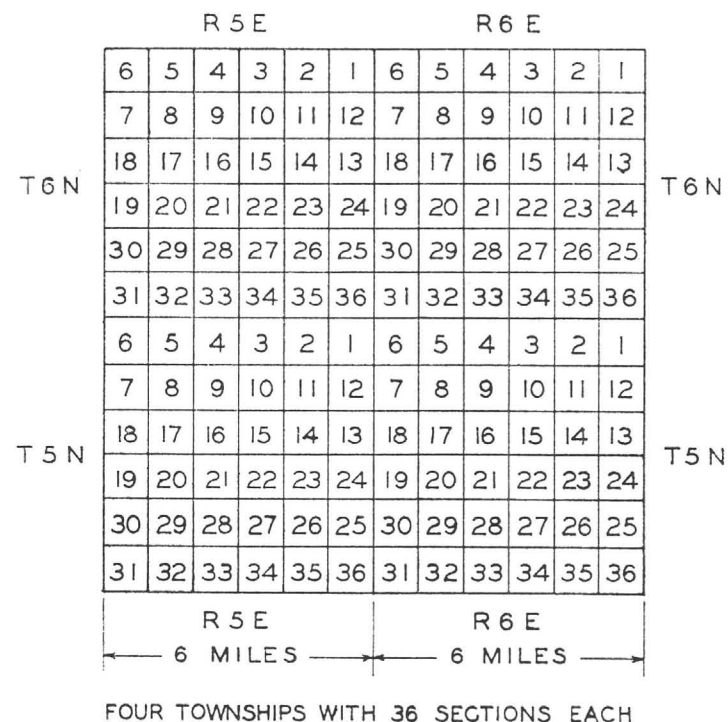 R 5 E R 6 E
6 5 4 3 2 1 6 5 4 3 2 1
7 8 9 10 11 12 7 8 9 10 11 12
18 17 16 15 14 13 18 17 16 15 14 13
T 6 N T 6 N
19 20 21 22 23 24 19 20 21 22 23 24
30 29 28 27 26 25 30 29 28 27 26 25
31 32 33 34 35 36 31 32 33 34 35 36
6 5 4 3 2 1 6 5 4 3 2 1
7 8 9 10 11 12 7 8 9 10 11 12
18 17 16 15 14 13 18 17 16 15 14 13
T 5 N T 5 N
19 20 21 22 23 24 19 20 21 22 23 24
30 29 28 27 26 25 30 29 28 27 26 25
31 32 33 34 35 36 31 32 33 34 35 36
R 5 E R 6 E
6 MILES 6 MILES
FOUR TOWNSHIPS WITH 36 SECTIONS EACH